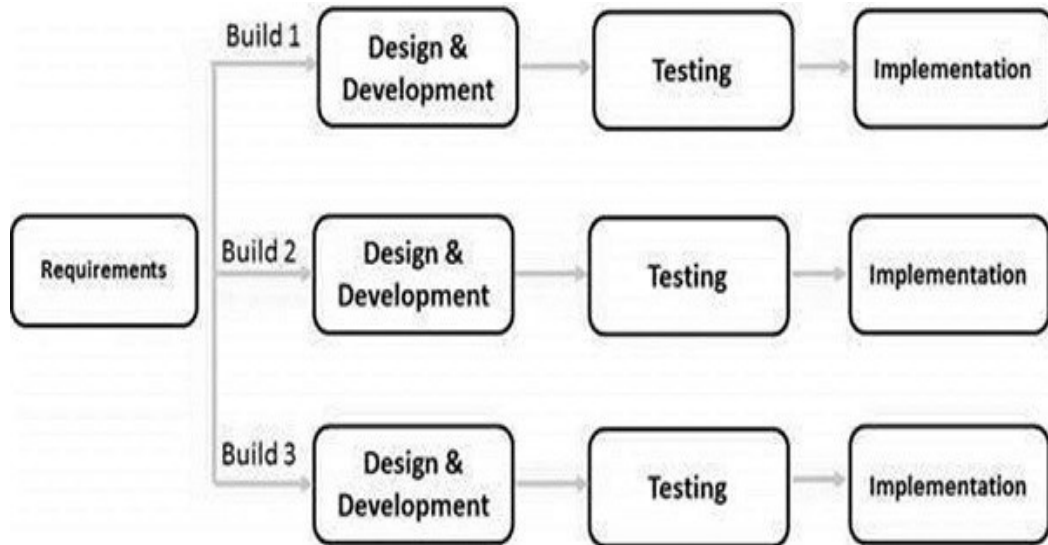 Build 1
Design &
Development
Testing
Implementation
Requirements
Build 2
Design &
Development
Testing
Implementation
Build 3
Design &
Development
Testing
Implementation